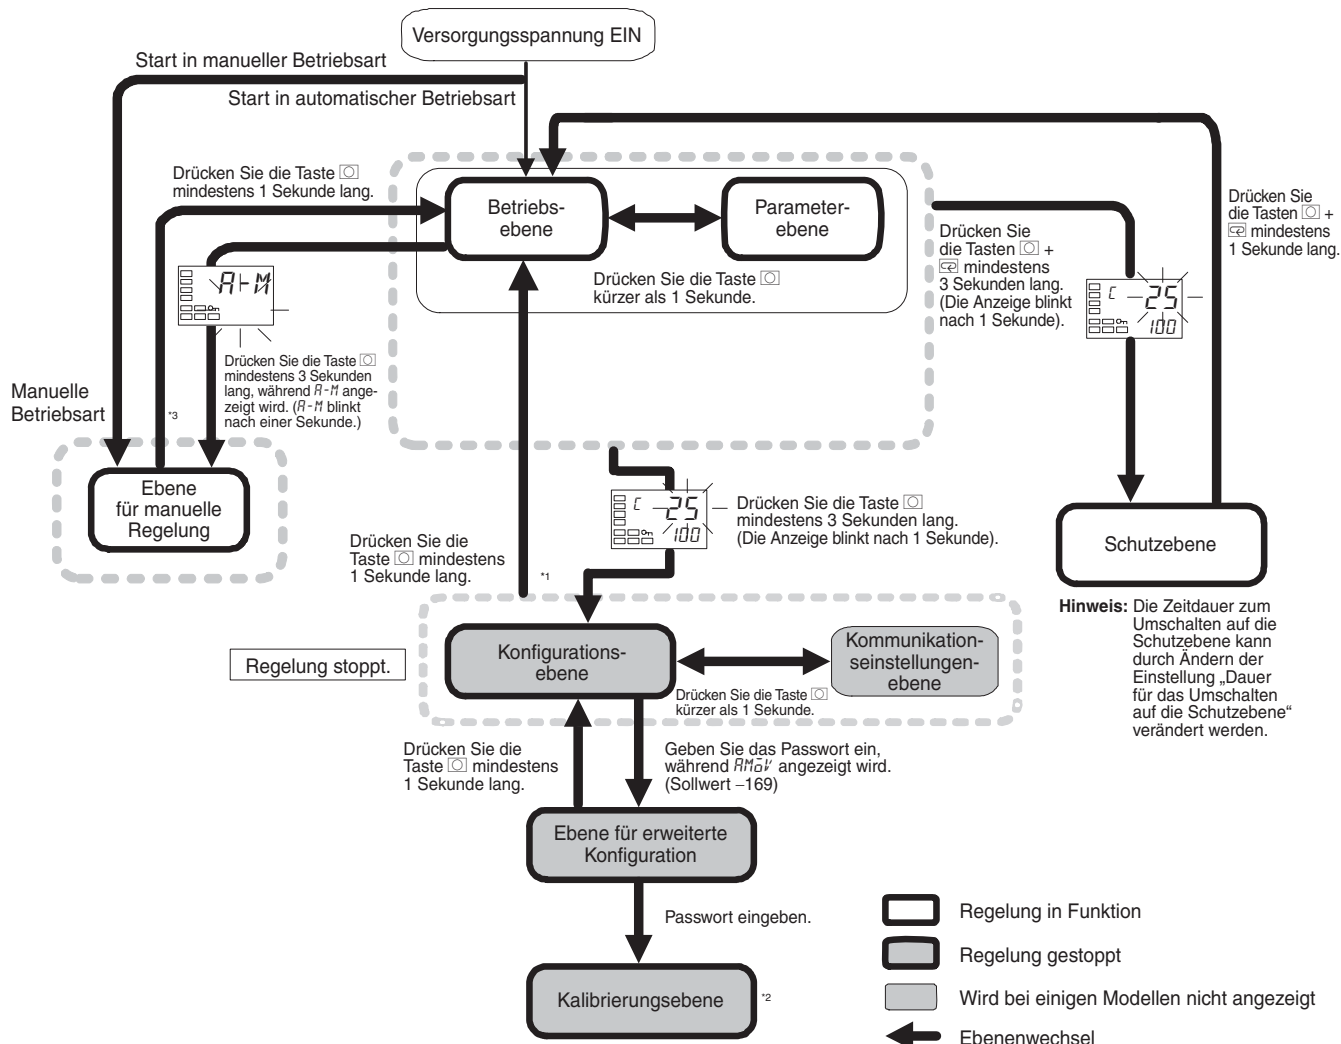 Versorgungsspannung EIN
Start in manueller Betriebsart
Start in automatischer Betriebsart
Drücken Sie die Taste
mindestens 1 Sekunde lang.
Betriebs-
ebene
Parameter-
ebene
Drücken Sie die Taste
kürzer als 1 Sekunde.
Drücken Sie
die Tasten +
mindestens
3 Sekunden lang.
(Die Anzeige blinkt
nach 1 Sekunde).
Drücken Sie
die Tasten +
mindestens
1 Sekunde lang.
A-M
C 25
100
Drücken Sie die Taste
mindestens 3 Sekunden
lang, während A-M ange-
zeigt wird. (A-M blinkt
nach einer Sekunde.)
Manuelle
Betriebsart
*3
Ebene
für manuelle
Regelung
C 25
100
Drücken Sie die Taste
mindestens 3 Sekunden lang.
(Die Anzeige blinkt nach 1 Sekunde).
Drücken Sie die
Taste mindestens
1 Sekunde lang.
*1
Schutzebene
Hinweis: Die Zeitdauer zum
Umschalten auf die
Schutzebene kann
durch Ändern der
Einstellung „Dauer
für das Umschalten
auf die Schutzebene“
verändert werden.
Regelung stoppt.
Konfigurations-
ebene
Kommunikation-
seinstellungen-
ebene
Drücken Sie die Taste
kürzer als 1 Sekunde.
Drücken Sie die
Taste mindestens
1 Sekunde lang.
Geben Sie das Passwort ein,
während AMoV angezeigt wird.
(Sollwert –169)
Ebene für erweiterte
Konfiguration
Passwort eingeben.
Kalibrierungsebene
*2
Regelung in Funktion
Regelung gestoppt
Wird bei einigen Modellen nicht angezeigt
Ebenenwechsel